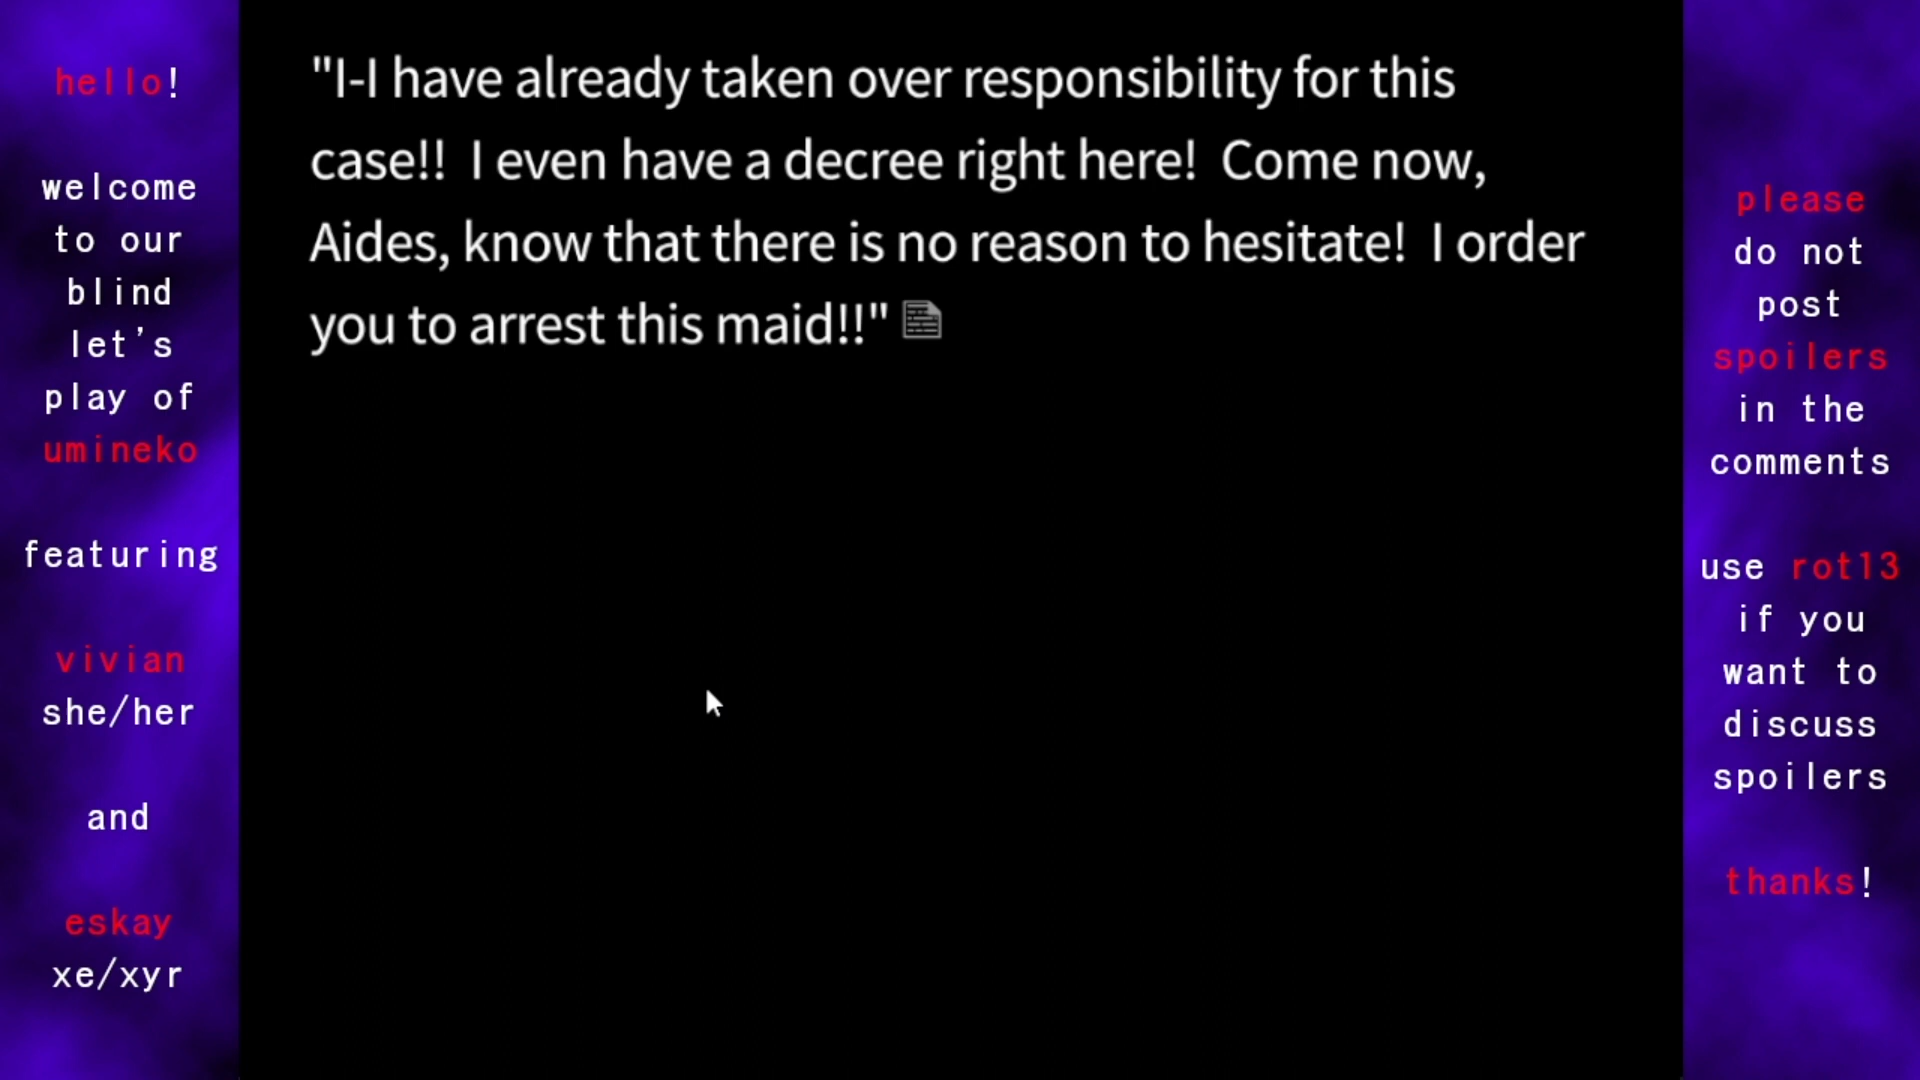 hello!
welcome
to our
blind
let's
play of
umineko
featuring
vivian
she/her
and
eskay
xe/xyr
"I-I have already taken over responsibility for this
case!!  I even have a decree right here!  Come now,
Aides, know that there is no reason to hesitate!  I order
you to arrest this maid!!"
please
do not
post
spoilers
in the
comments
use rot13
if you
want to
discuss
spoilers
thanks!